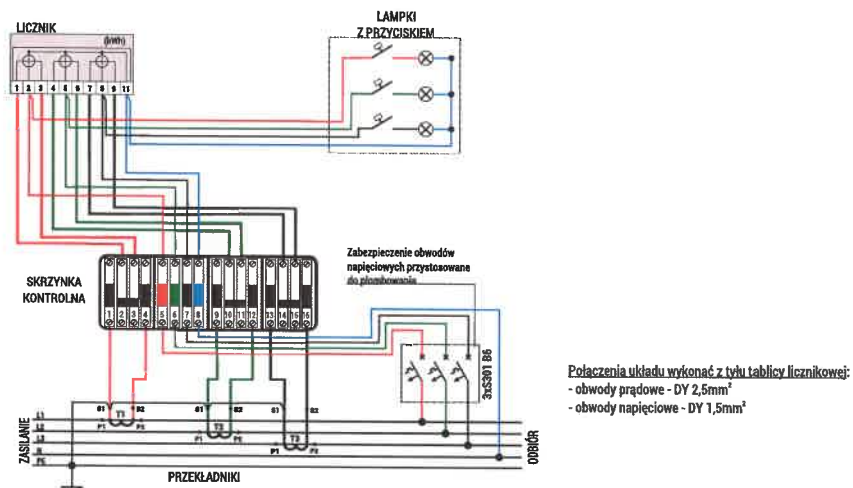 LICZNIK
(kWh)
1 2 3 4 5 6 7 8 9 11
LAMPKI
Z PRZYCISKIEM
SKRZYNKA
KONTROLNA
1 2 3 4 5 6 7 8 9 10 11 12 13 14 15 16
Zabezpieczenie obwodów
napięciowych przystosowane
do plombowania
3xS301 B6
Połączenia układu wykonać z tyłu tablicy licznikowej:
- obwody prądowe - DY 2,5mm²
- obwody napięciowe - DY 1,5mm²
ZASILANIE
L1
L2
L3
N
PE
S1 S2 S1 S2 S1 S2
T1
P1 P2
T2
P1 P2
T3
P1 P2
ODBIÓR
PRZEKŁADNIKI